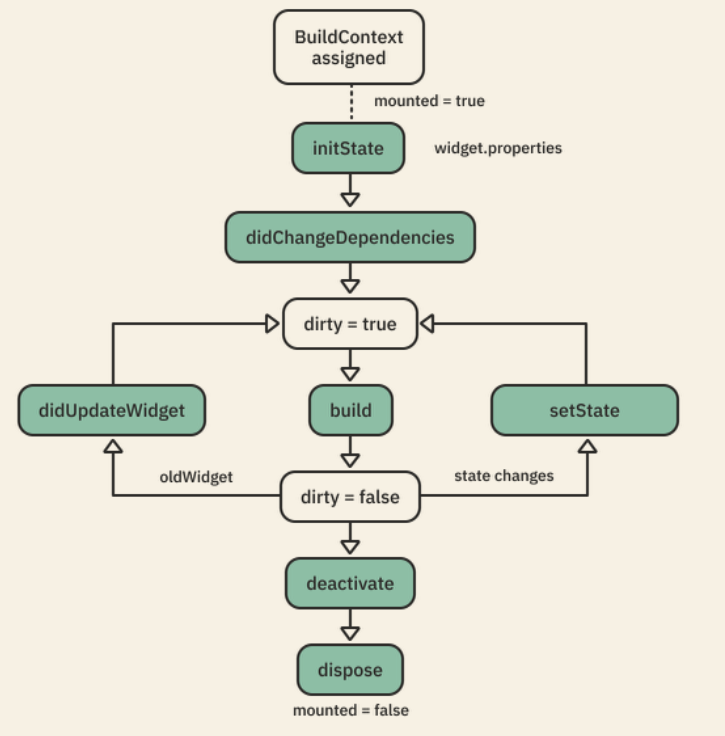 BuildContext
assigned
mounted = true
initState
widget.properties
didChangeDependencies
dirty = true
didUpdateWidget
build
setState
oldWidget
state changes
dirty = false
deactivate
dispose
mounted = false